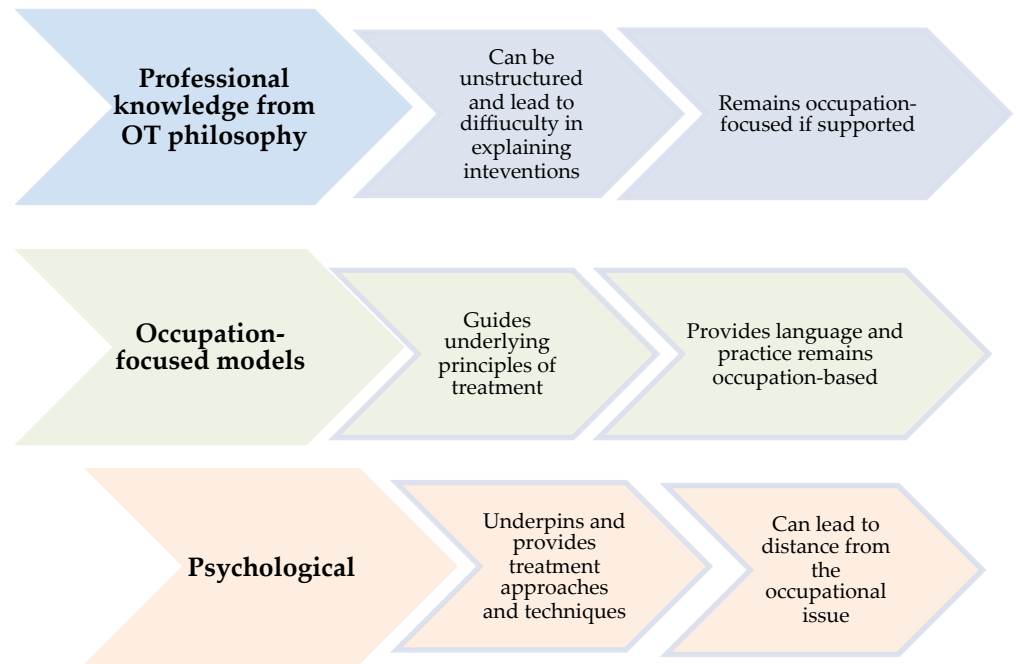 Professional
knowledge from
OT philosophy
Can be
unstructured
and lead to
diffiuculty in
explaining
inteventions
Remains occupation-
focused if supported
Occupation-
focused models
Guides
underlying
principles of
treatment
Provides language and
practice remains
occupation-based
Psychological
Underpins and
provides
treatment
approaches
and techniques
Can lead to
distance from
the
occupational
issue